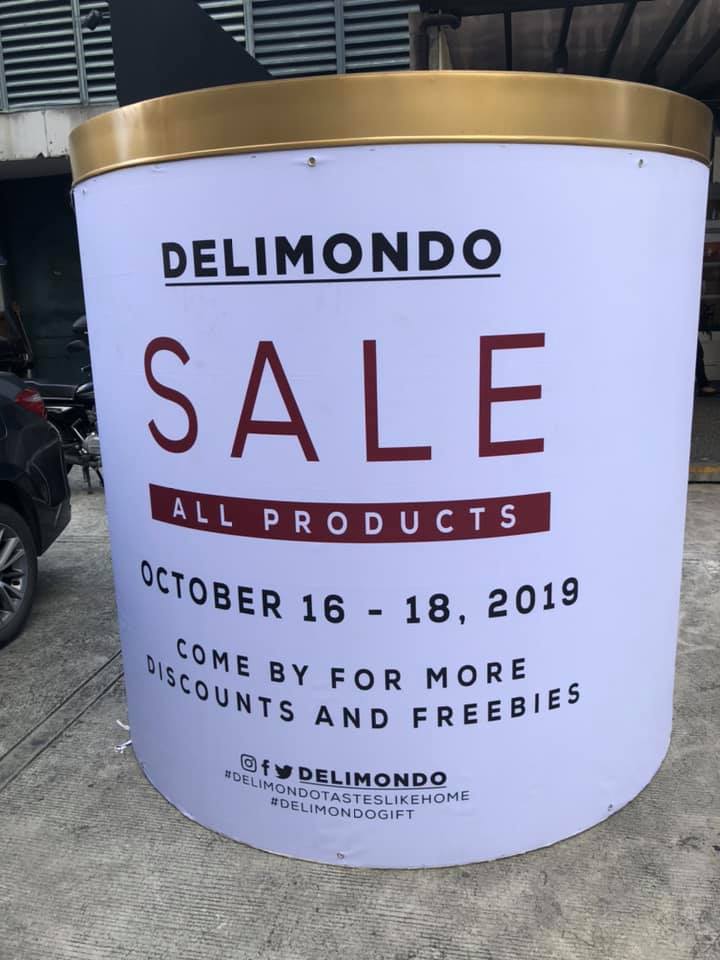 DELIMONDO
SALE
ALL PRODUCTS
OCTOBER 16 - 18, 2019
COME BY FOR MORE
DISCOUNTS AND FREEBIES
DELIMONDO
#DELIMONDOTASTESLIKEHOME
#DELIMONDOGIFT